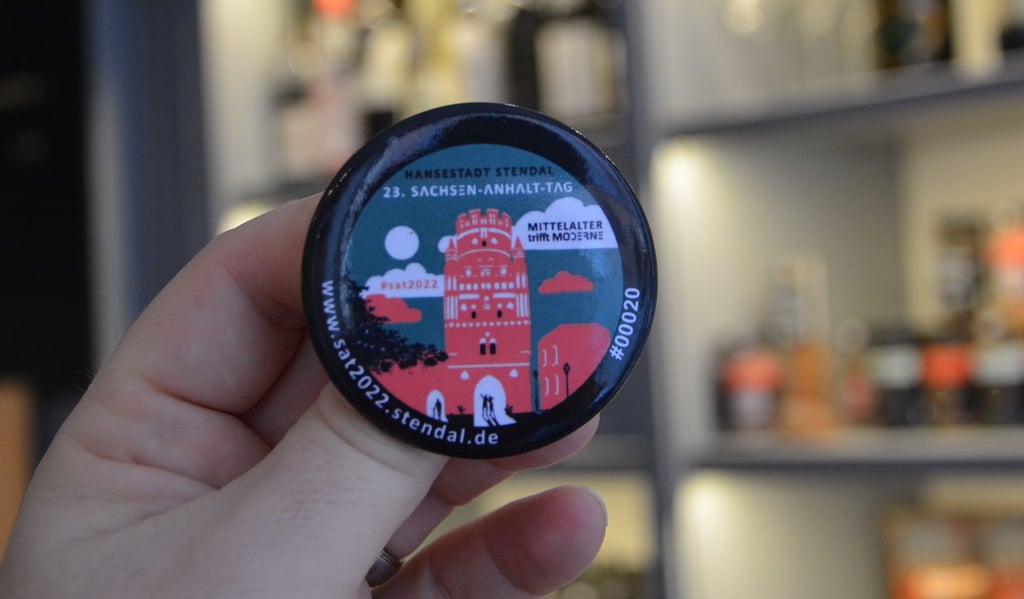 HANSESTADT STENDAL
23. SACHSEN-ANHALT-TAG
MITTELALTER
trifft MODERNE
#sat2022
www.sat2022.stendal.de
#00020